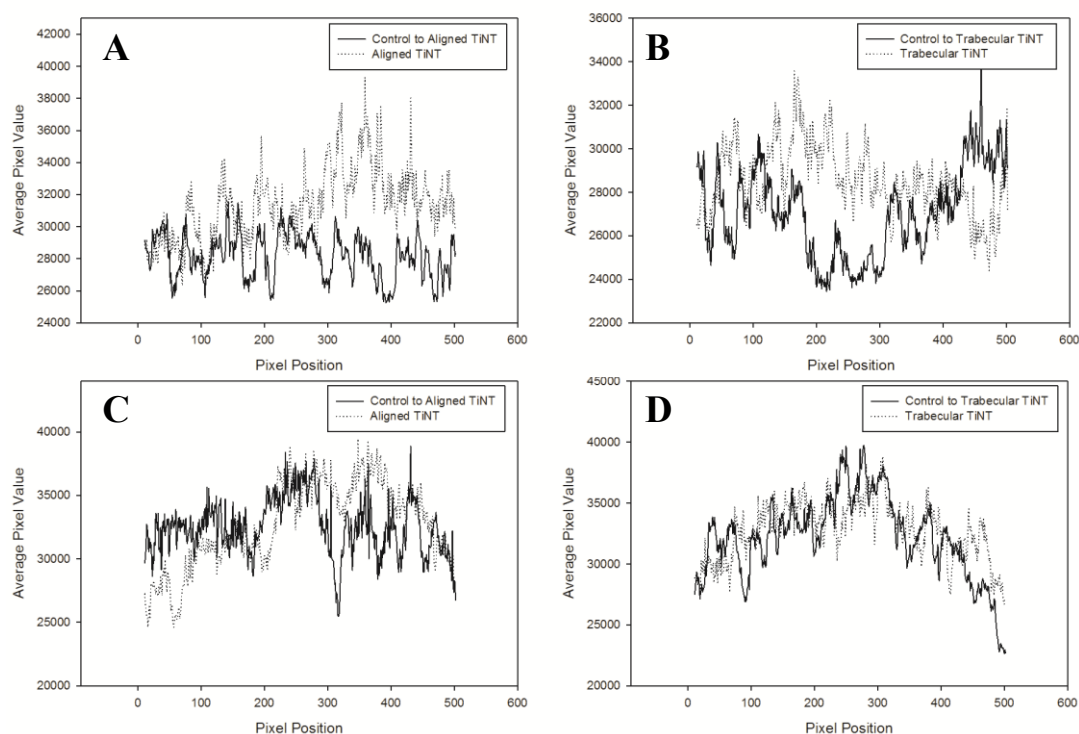 A
Control to Aligned TiNT
Aligned TiNT
42000
40000
38000
36000
34000
32000
30000
28000
26000
24000
Average Pixel Value
0 100 200 300 400 500 600
Pixel Position
B
Control to Trabecular TiNT
Trabecular TiNT
36000
34000
32000
30000
28000
26000
24000
22000
Average Pixel Value
0 100 200 300 400 500 600
Pixel Position
C
Control to Aligned TiNT
Aligned TiNT
40000
35000
30000
25000
20000
Average Pixel Value
0 100 200 300 400 500 600
Pixel Position
D
Control to Trabecular TiNT
Trabecular TiNT
45000
40000
35000
30000
25000
20000
Average Pixel Value
0 100 200 300 400 500 600
Pixel Position